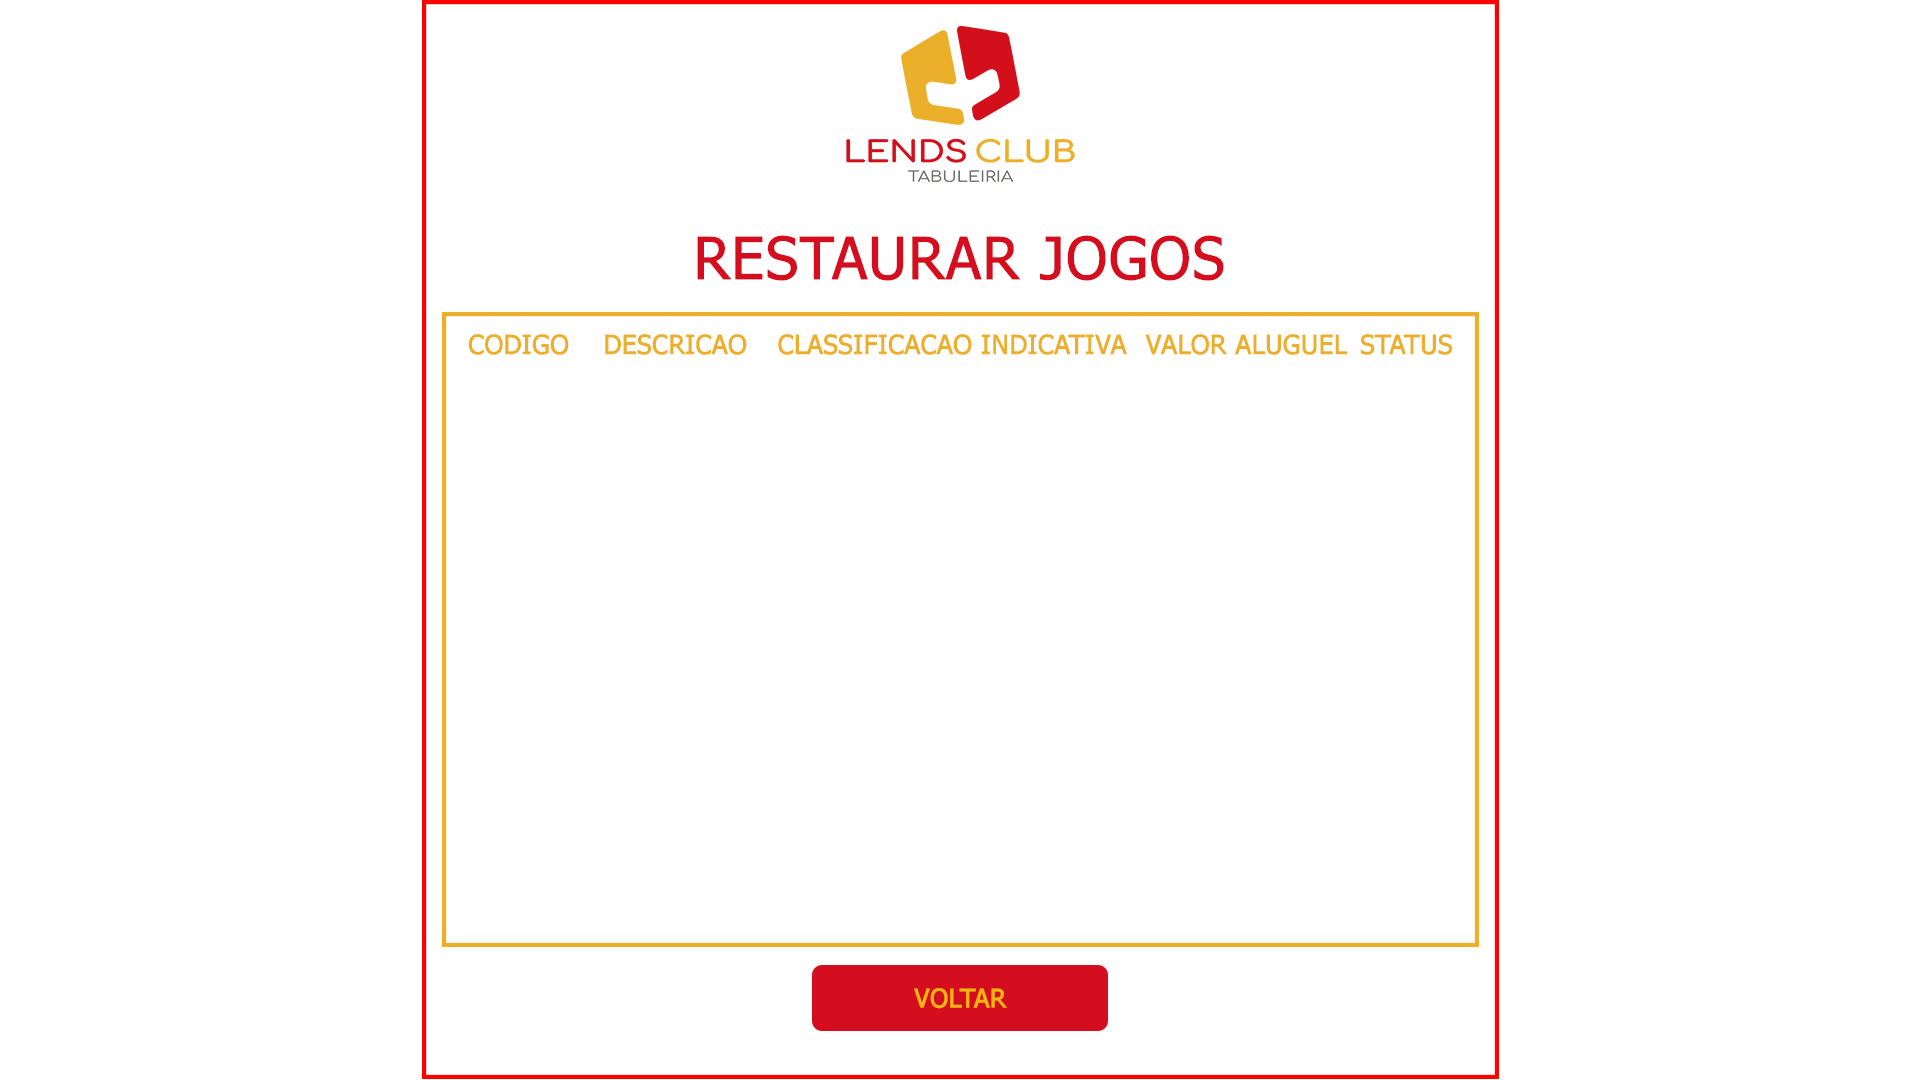 LENDS CLUB
TABULEIRIA
RESTAURAR JOGOS
CODIGO DESCRICAO CLASSIFICACAO INDICATIVA VALOR ALUGUEL STATUS
VOLTAR